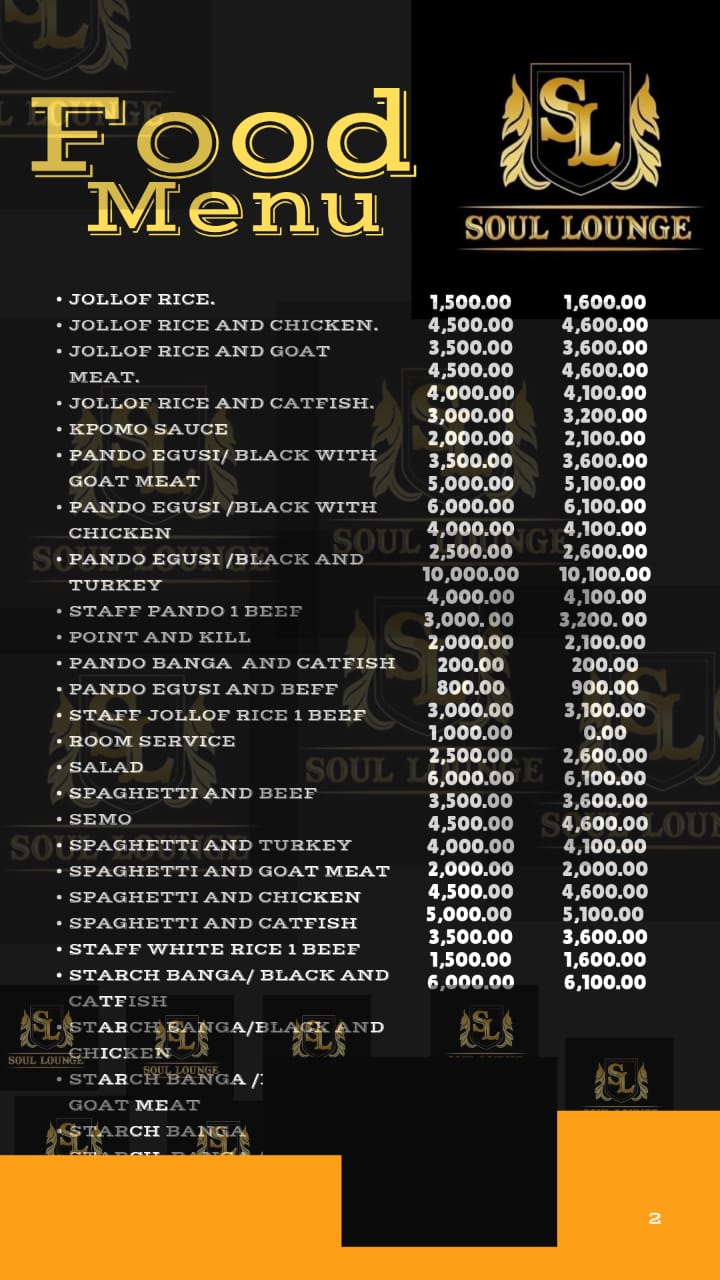 Food
Menu
SL
SOUL LOUNGE
• JOLLOF RICE.
• JOLLOF RICE AND CHICKEN.
• JOLLOF RICE AND GOAT
MEAT.
• JOLLOF RICE AND CATFISH.
• KPOMO SAUCE
• PANDO EGUSI/ BLACK WITH
GOAT MEAT
• PANDO EGUSI /BLACK WITH
CHICKEN
• PANDO EGUSI /BLACK AND
TURKEY
• STAFF PANDO 1 BEEF
• POINT AND KILL
• PANDO BANGA AND CATFISH
• PANDO EGUSI AND BEFF
• STAFF JOLLOF RICE 1 BEEF
• ROOM SERVICE
• SALAD
• SPAGHETTI AND BEEF
• SEMO
• SPAGHETTI AND TURKEY
• SPAGHETTI AND GOAT MEAT
• SPAGHETTI AND CHICKEN
• SPAGHETTI AND CATFISH
• STAFF WHITE RICE 1 BEEF
• STARCH BANGA/ BLACK AND
CATFISH
• STARCH BANGA/BLACK AND
CHICKEN
• STARCH BANGA /
GOAT MEAT
• STARCH BANGA
1,500.00 1,600.00
4,500.00 4,600.00
3,500.00 3,600.00
4,500.00 4,600.00
4,000.00 4,100.00
3,000.00 3,200.00
2,000.00 2,100.00
3,500.00 3,600.00
5,000.00 5,100.00
6,000.00 6,100.00
4,000.00 4,100.00
2,500.00 2,600.00
10,000.00 10,100.00
4,000.00 4,100.00
3,000. 00 3,200. 00
2,000.00 2,100.00
200.00 200.00
800.00 900.00
3,000.00 3,100.00
1,000.00 0.00
2,500.00 2,600.00
6,000.00 6,100.00
3,500.00 3,600.00
4,500.00 4,600.00
4,000.00 4,100.00
2,000.00 2,000.00
4,500.00 4,600.00
5,000.00 5,100.00
3,500.00 3,600.00
1,500.00 1,600.00
6,000.00 6,100.00
2